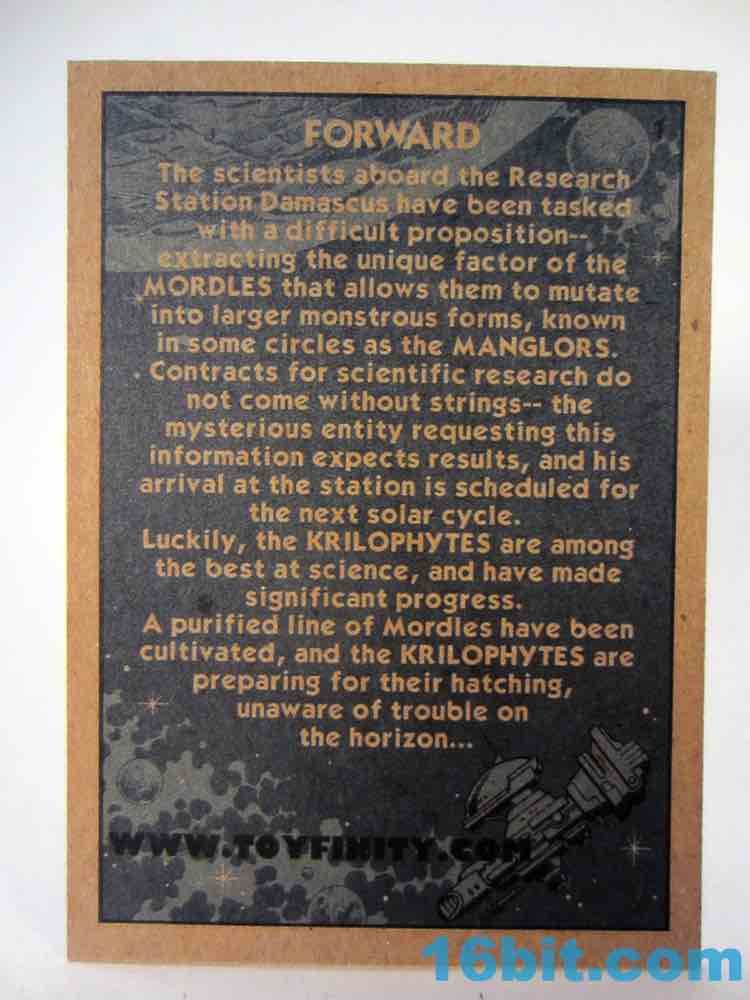 FORWARD
1
The scientists aboard the Research
Station Damascus have been tasked
with a difficult proposition--
extracting the unique factor of the
MORDLES that allows them to mutate
into larger monstrous forms, known
in some circles as the MANGLORS.
Contracts for scientific research do
not come without strings-- the
mysterious entity requesting this
information expects results, and his
arrival at the station is scheduled for
the next solar cycle.
Luckily, the KRILOPHYTES are among
the best at science, and have made
significant progress.
A purified line of Mordles have been
cultivated, and the KRILOPHYTES are
preparing for their hatching,
unaware of trouble on
the horizon...
WWW.TOYFINITY.COM
16bit.com